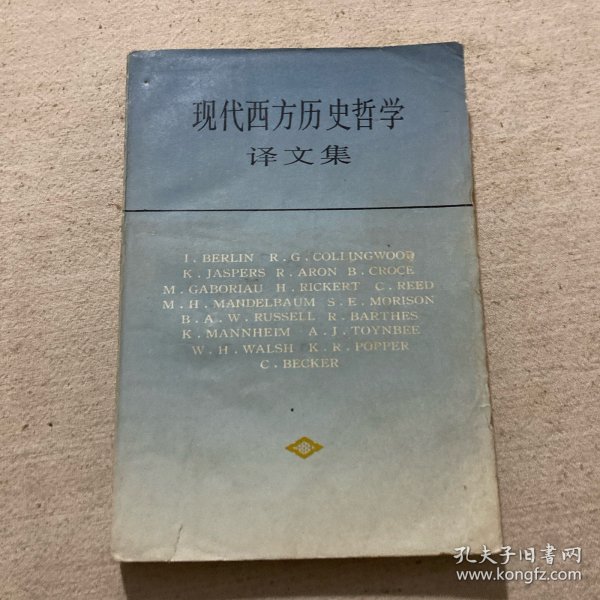 现代西方历史哲学
译文集
I . BERLIN R . G . COLLINGWOOD
K . JASPERS R . ARON B . CROCE
M . GABORIAU H . RICKERT C . REED
M . H . MANDELBAUM S . E . MORISON
B . A . W . RUSSELL R . BARTHES
K . MANNHEIM A . J . TOYNBEE
W . H . WALSH K . R . POPPER
C . BECKER
孔夫子旧书网
www.kongfz.com